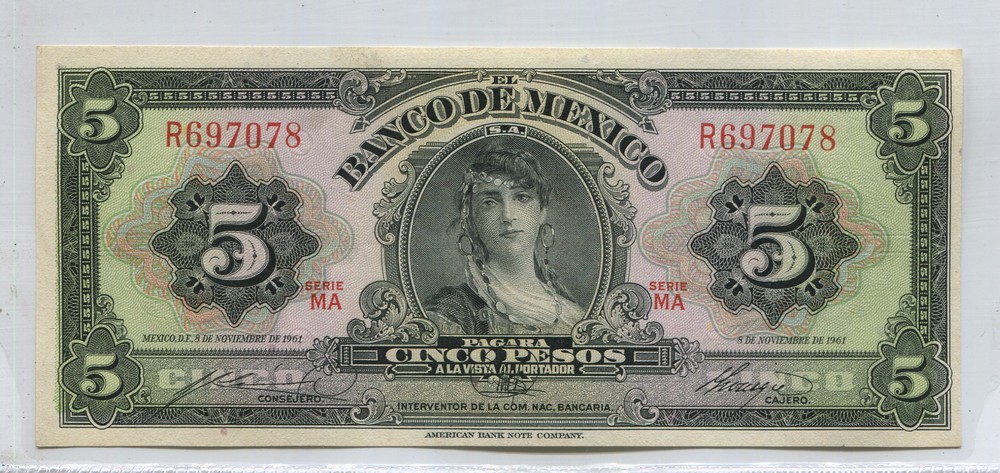 EL
BANCO DE MEXICO
S.A.
5
5
R697078
R697078
5
5
SERIE
MA
SERIE
MA
MEXICO, D.F., 8 DE NOVIEMBRE DE 1961
8 DE NOVIEMBRE DE 1961
PAGARA
CINCO PESOS
A LA VISTA AL PORTADOR
5
CINCO
CINCO
5
CONSEJERO.
INTERVENTOR DE LA COM. NAC. BANCARIA.
CAJERO.
AMERICAN BANK NOTE COMPANY.